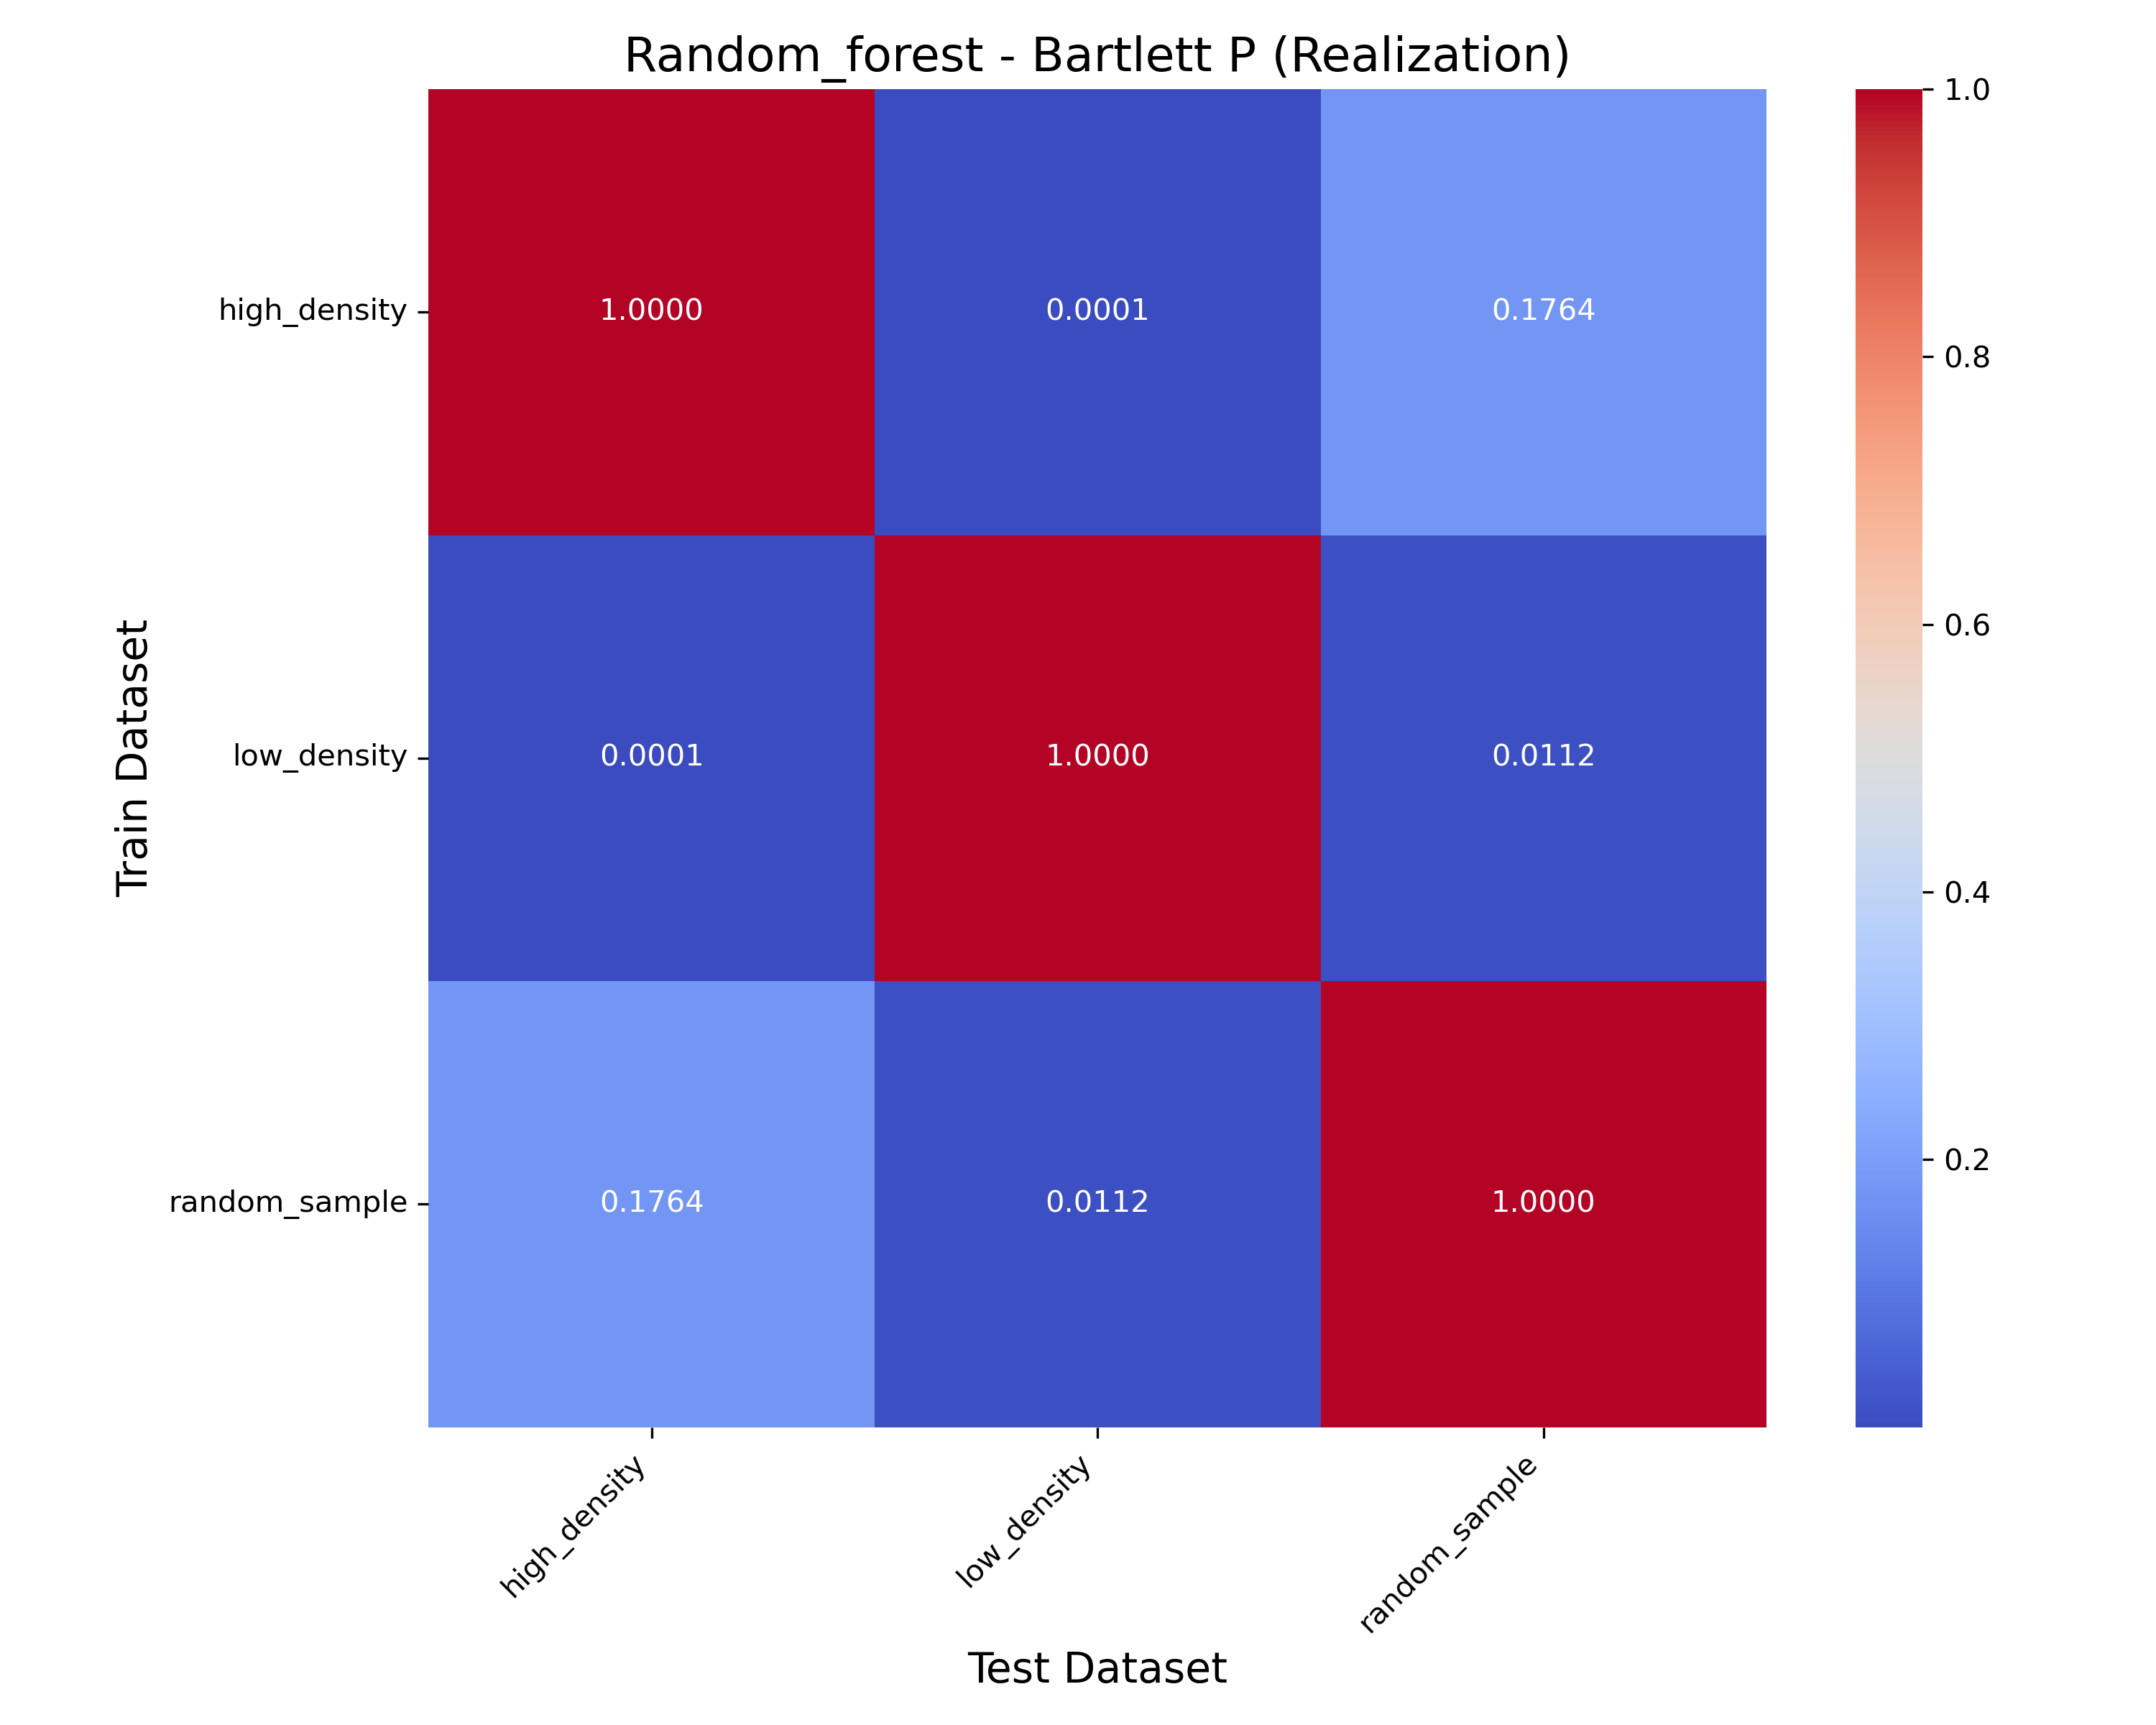 Random_forest - Bartlett P (Realization)
Train Dataset
high_density
1.0000
0.0001
0.1764
low_density
0.0001
1.0000
0.0112
random_sample
0.1764
0.0112
1.0000
high_density
low_density
random_sample
Test Dataset
1.0
0.8
0.6
0.4
0.2